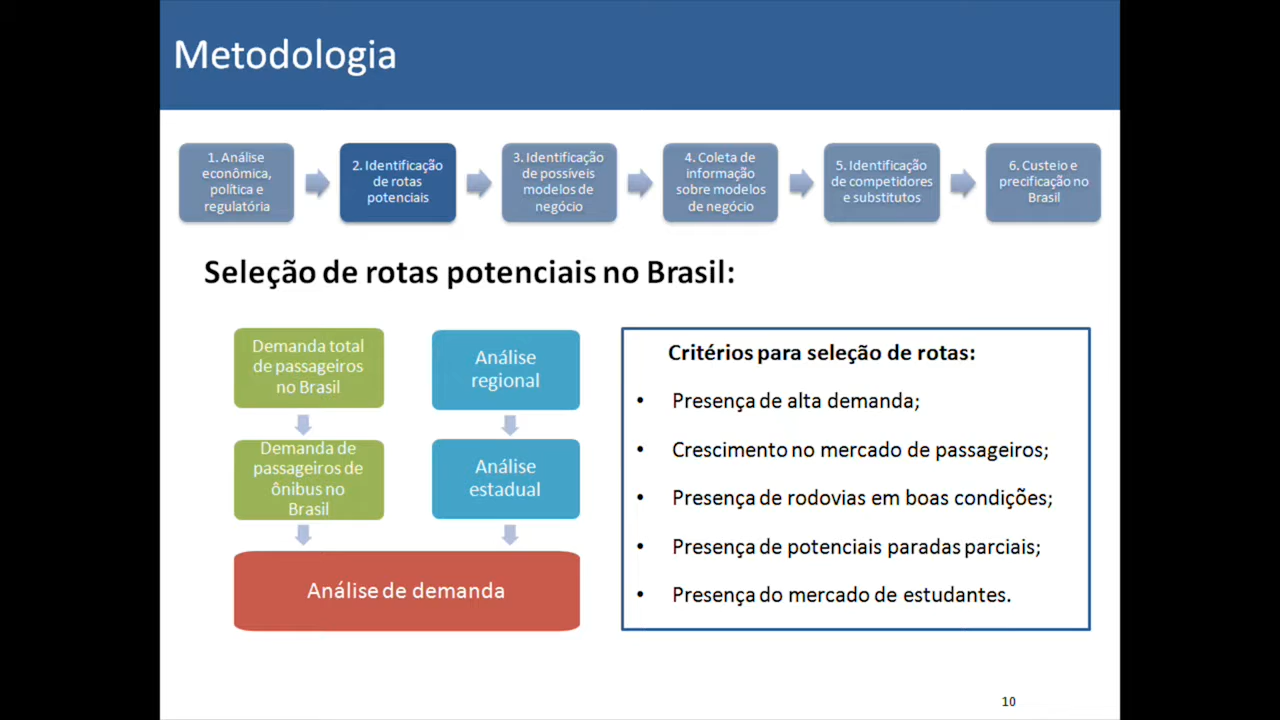 Metodologia
1. Análise
econômica,
política e
regulatória
2. Identificação
de rotas
potenciais
3. Identificação
de possíveis
modelos de
negócio
4. Coleta de
informação
sobre modelos
de negócio
5. Identificação
de competidores
e substitutos
6. Custeio e
precificação no
Brasil
Seleção de rotas potenciais no Brasil:
Demanda total
de passageiros
no Brasil
Demanda de
passageiros de
ônibus no
Brasil
Análise
regional
Análise
estadual
Análise de demanda
Critérios para seleção de rotas:
• Presença de alta demanda;
• Crescimento no mercado de passageiros;
• Presença de rodovias em boas condições;
• Presença de potenciais paradas parciais;
• Presença do mercado de estudantes.
10